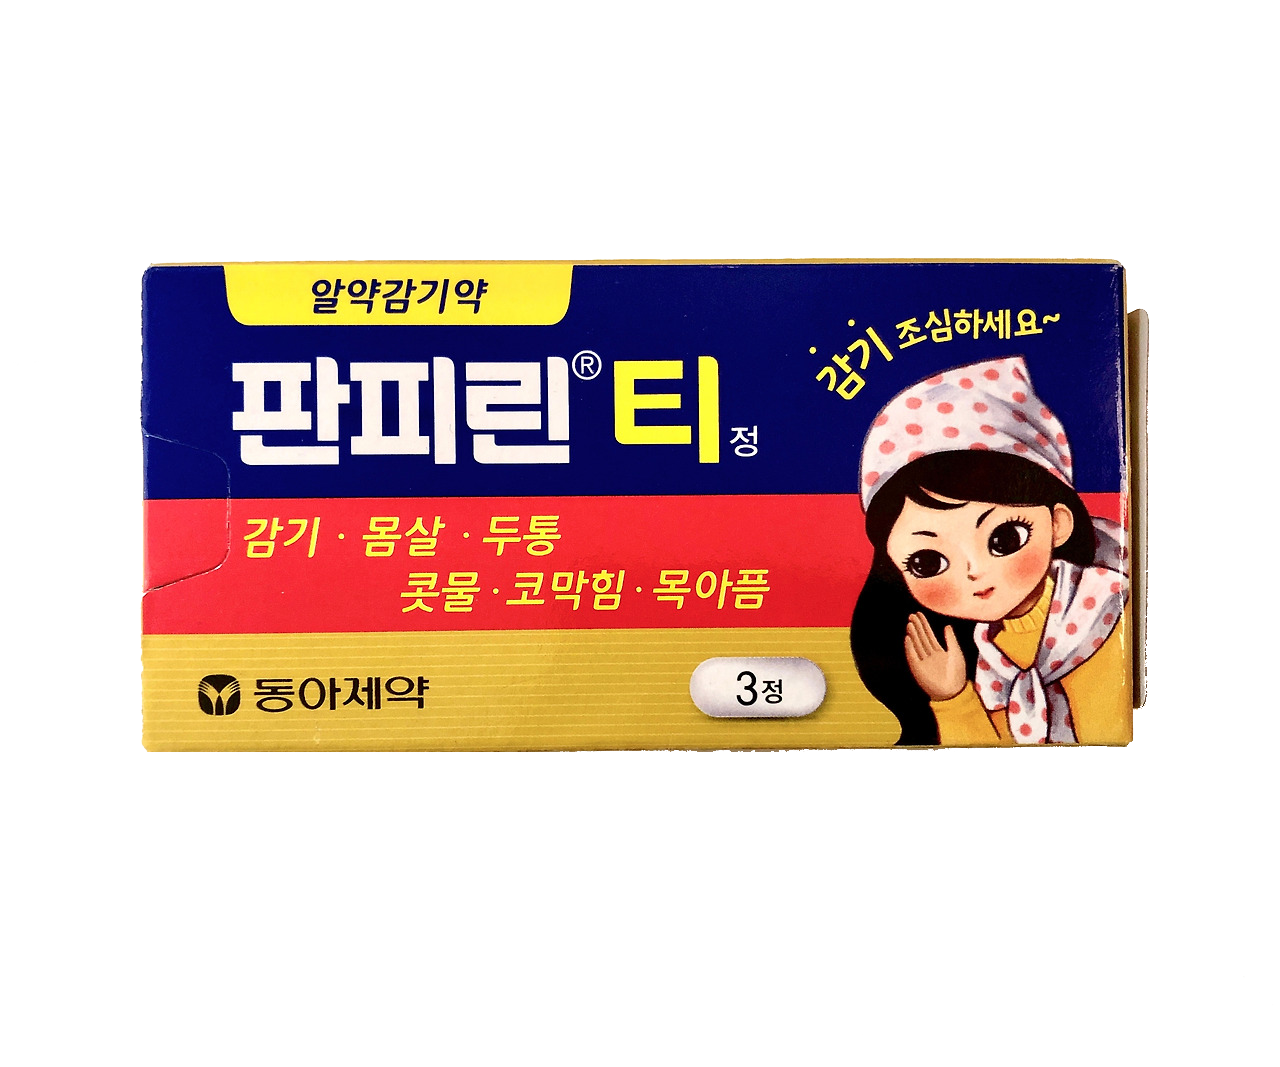 알약감기약
감기 조심하세요~
판피린® 티정
감기 · 몸살 · 두통
콧물 · 코막힘 · 목아픔
동아제약
3정